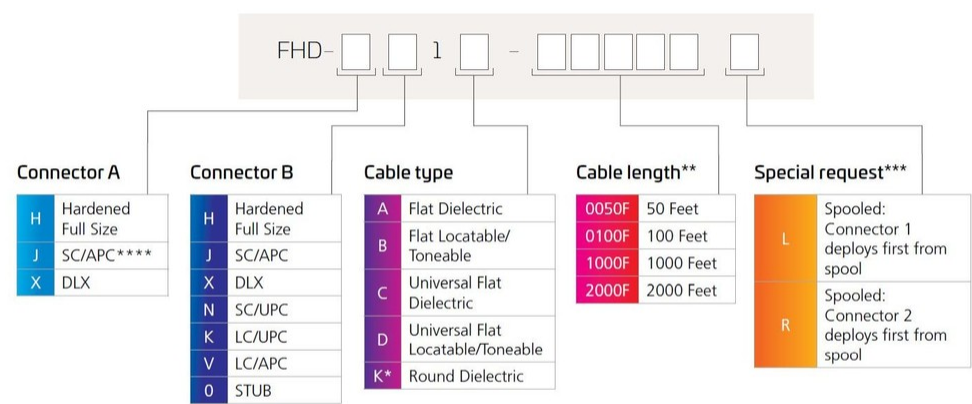 FHD- 1 -
Connector A
H Hardened
Full Size
J SC/APC****
X DLX
Connector B
H Hardened
Full Size
J SC/APC
X DLX
N SC/UPC
K LC/UPC
V LC/APC
0 STUB
Cable type
A Flat Dielectric
B Flat Locatable/
Toneable
C Universal Flat
Dielectric
D Universal Flat
Locatable/Toneable
K* Round Dielectric
Cable length**
0050F 50 Feet
0100F 100 Feet
1000F 1000 Feet
2000F 2000 Feet
Special request***
L Spooled:
Connector 1
deploys first from
spool
R Spooled:
Connector 2
deploys first from
spool